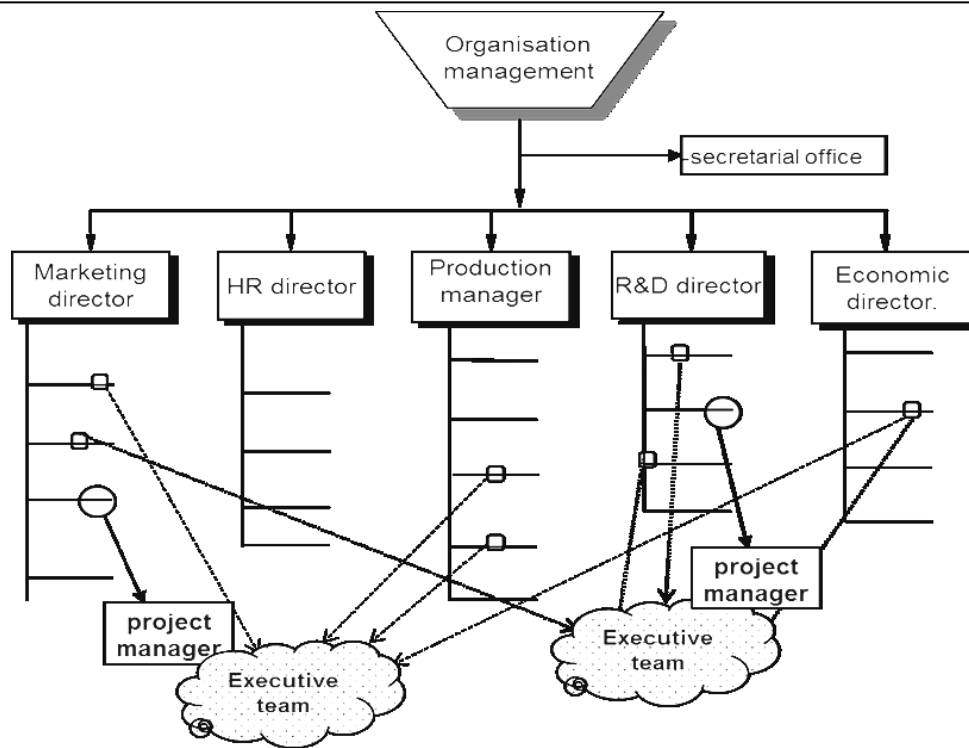 Organisation
management
-secretarial office
Marketing
director
HR director
Production
manager
R&D director
Economic
director.
project
manager
project
manager
Executive
team
Executive
team